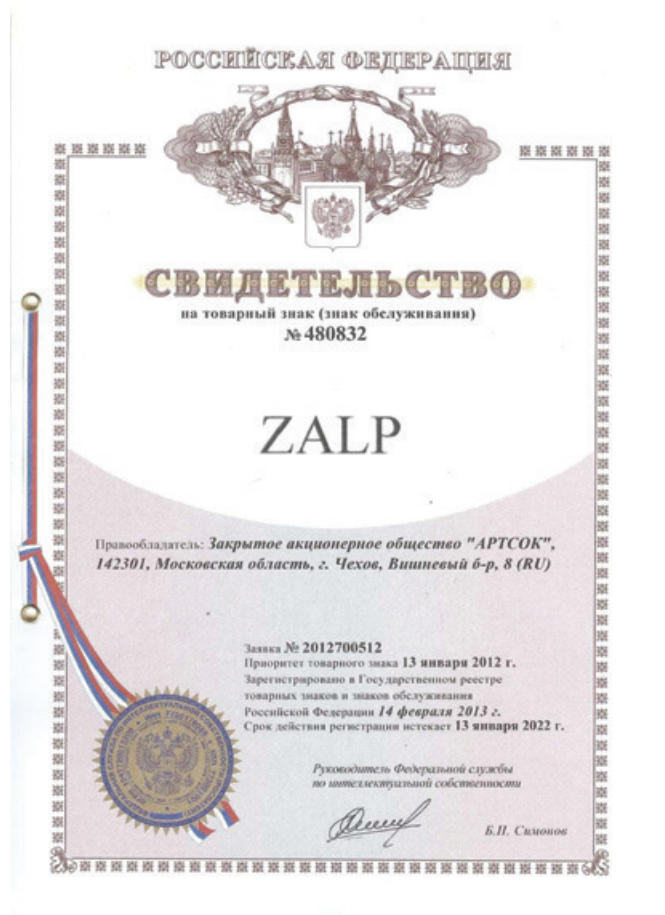 РОССИЙСКАЯ ФЕДЕРАЦИЯ
СВИДЕТЕЛЬСТВО
на товарный знак (знак обслуживания)
№ 480832
ZALP
Правообладатель: Закрытое акционерное общество "АРТСОК",
142301, Московская область, г. Чехов, Вишневый б-р, 8 (RU)
Заявка № 2012700512
Приоритет товарного знака 13 января 2012 г.
Зарегистрировано в Государственном реестре
товарных знаков и знаков обслуживания
Российской Федерации 14 февраля 2013 г.
Срок действия регистрации истекает 13 января 2022 г.
Руководитель Федеральной службы
по интеллектуальной собственности
Б.П. Симонов